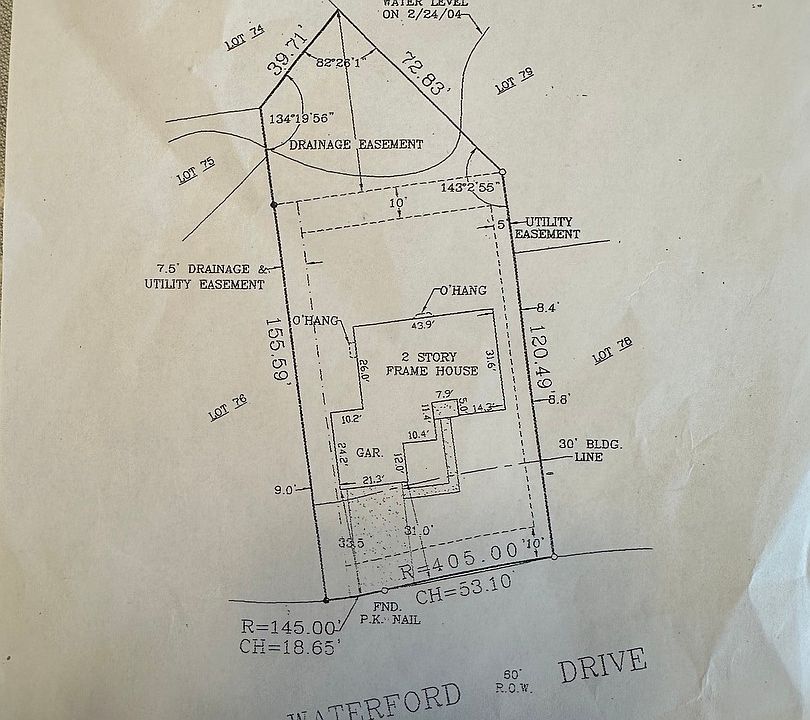 WATER LEVEL
ON 2/24/04
LOT 74
39.71'
82°26'1"
72.83'
LOT 79
134°19'56"
DRAINAGE EASEMENT
LOT 75
143°2'55"
10'
5'
UTILITY
EASEMENT
7.5' DRAINAGE &
UTILITY EASEMENT
O'HANG
O'HANG
43.9'
8.4'
155.59'
120.49'
26.0'
2 STORY
FRAME HOUSE
31.6'
LOT 78
LOT 76
7.9'
5.0'
14.3'
8.8'
10.2'
11.4'
10.4'
24.2'
GAR.
12.0'
30' BLDG.
LINE
21.3'
9.0'
33.5
31.0'
10'
R=405.00'
CH=53.10'
FND.
P.K. NAIL
R=145.00'
CH=18.65'
60'
R.O.W.
WATERFORD DRIVE